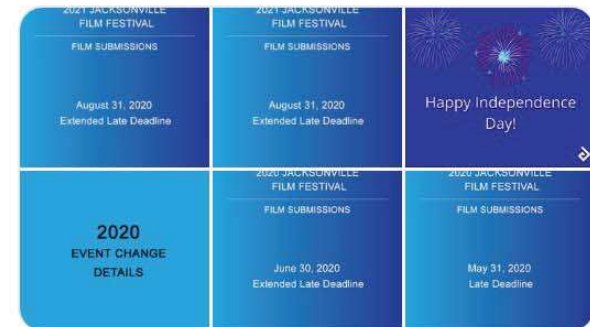 2021 JACKSONVILLE
FILM FESTIVAL
FILM SUBMISSIONS
August 31, 2020
Extended Late Deadline
2021 JACKSONVILLE
FILM FESTIVAL
FILM SUBMISSIONS
August 31, 2020
Extended Late Deadline
Happy Independence
Day!
2020
EVENT CHANGE
DETAILS
2020 JACKSONVILLE
FILM FESTIVAL
FILM SUBMISSIONS
June 30, 2020
Extended Late Deadline
2020 JACKSONVILLE
FILM FESTIVAL
FILM SUBMISSIONS
May 31, 2020
Late Deadline